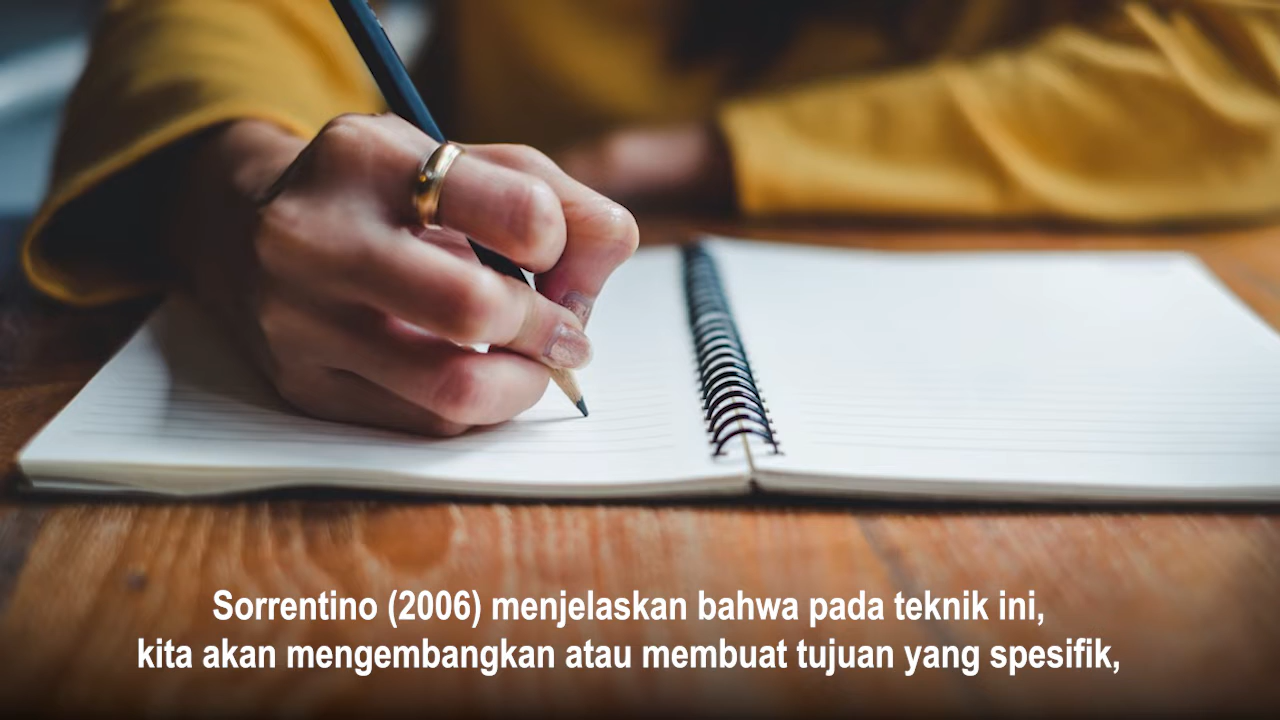 Sorrentino (2006) menjelaskan bahwa pada teknik ini,
kita akan mengembangkan atau membuat tujuan yang spesifik,